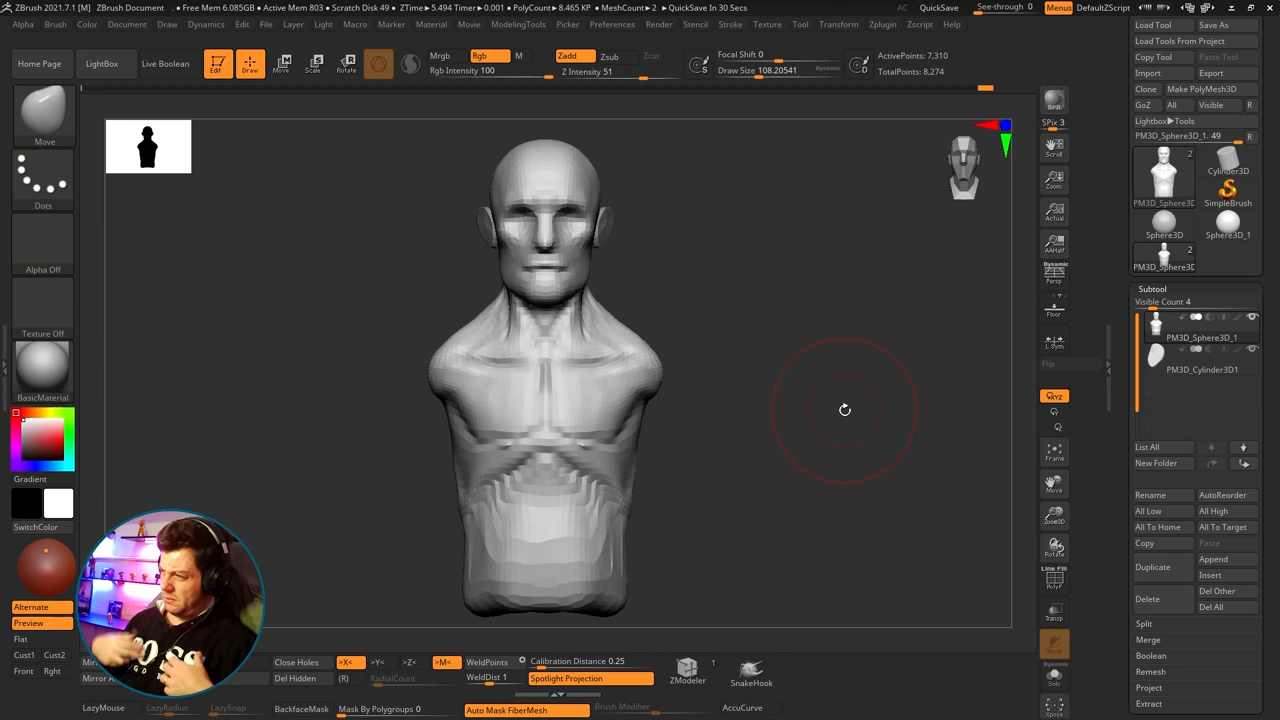 ZBrush 2021.7.1 [M] ZBrush Document • Free Mem 6.085GB • Active Mem 803 • Scratch Disk 49 • ZTime▸5.494 Timer▸0.001 • PolyCount▸8.465 KP • MeshCount▸2 • QuickSave In 30 Secs AC QuickSave See-through 0 Menus DefaultZScript
Alpha Brush Color Document Draw Dynamics Edit File Layer Light Macro Marker Material Movie ModelingTools Picker Preferences Render Stencil Stroke Texture Tool Transform Zplugin Zscript Help
Home Page LightBox Live Boolean Edit Draw Move Scale Rotate
Mrgb Rgb M Zadd Zsub Zcut
Rgb Intensity 100 Z Intensity 51
Focal Shift 0
Draw Size 108.20541 Dynamic
ActivePoints: 7,310
TotalPoints: 8,274
Move
Dots
Alpha Off
Texture Off
BasicMaterial
Gradient
SwitchColor
Alternate
Preview
Flat
Cust1 Cust2
Front Rght
BPR
SPix 3
Scroll
Zoom
Actual
AAHalf
Dynamic
Persp
Floor
L.Sym
XYZ
Frame
Move
Zoom3D
Rotate
Line Fill
PolyF
Transp
Dynamic
Solo
Xpose
Flip
Load Tool Save As
Load Tools From Project
Copy Tool Paste Tool
Import Export
Clone Make PolyMesh3D
GoZ All Visible R
Lightbox▸Tools
PM3D_Sphere3D_1. 49 R
2
Cylinder3D
PM3D_Sphere3D SimpleBrush
Sphere3D Sphere3D_1
2
PM3D_Sphere3D
Subtool
Visible Count 4
PM3D_Sphere3D_1
PM3D_Cylinder3D1
List All
New Folder
Rename AutoReorder
All Low All High
All To Home All To Target
Copy Paste
Duplicate Append
Insert
Delete Del Other
Del All
Split
Merge
Boolean
Remesh
Project
Extract
Close Holes >X< >Y< >Z< >M< WeldPoints Calibration Distance 0.25
Del Hidden (R) RadialCount WeldDist 1 Spotlight Projection
ZModeler 1 SnakeHook
LazyMouse LazyRadius LazySnap BackfaceMask Mask By Polygroups 0 Auto Mask FiberMesh Brush Modifier AccuCurve